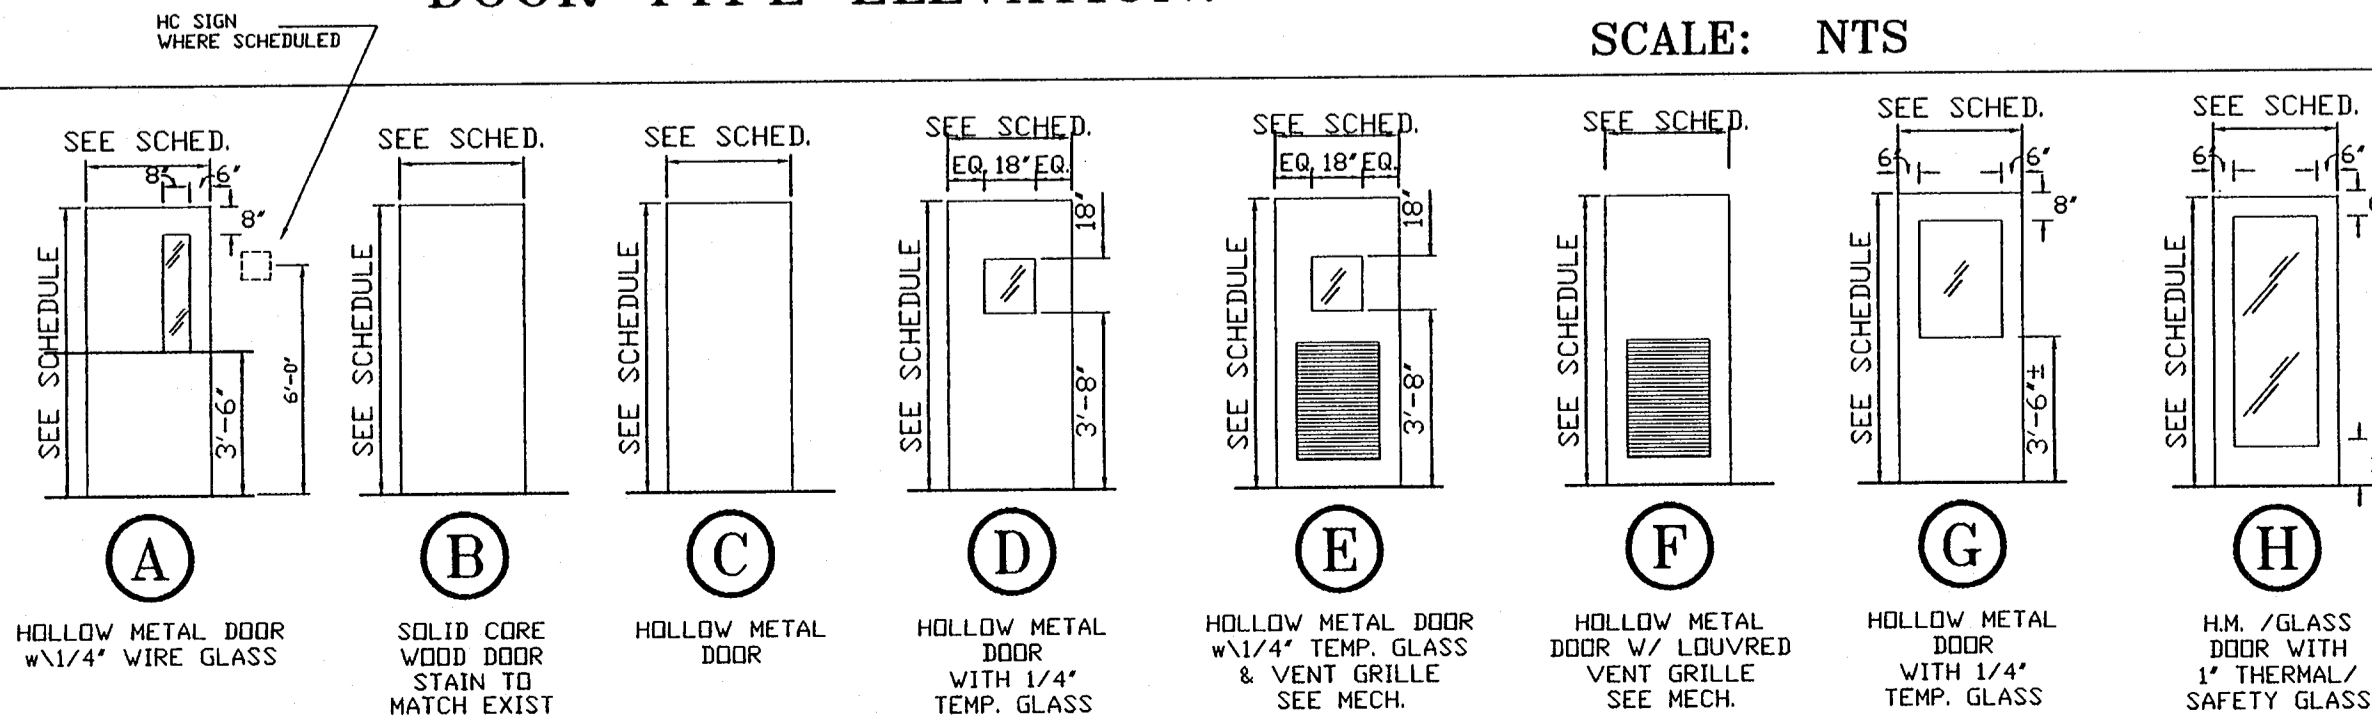 DOOR TYPE ELEVATION
HC SIGN
WHERE SCHEDULED
SCALE: NTS
SEE SCHED.
8" 6"
8"
SEE SCHEDULE
3'-6"
6'-0"
A
HOLLOW METAL DOOR
w\1/4" WIRE GLASS
SEE SCHED.
SEE SCHEDULE
B
SOLID CORE
WOOD DOOR
STAIN TO
MATCH EXIST
SEE SCHED.
SEE SCHEDULE
C
HOLLOW METAL
DOOR
SEE SCHED.
EQ. 18" EQ.
18"
SEE SCHEDULE
3'-8"
D
HOLLOW METAL
DOOR
WITH 1/4"
TEMP. GLASS
SEE SCHED.
EQ. 18" EQ.
18"
SEE SCHEDULE
3'-8"
E
HOLLOW METAL DOOR
w\1/4" TEMP. GLASS
& VENT GRILLE
SEE MECH.
SEE SCHED.
SEE SCHEDULE
F
HOLLOW METAL
DOOR W/ LOUVRED
VENT GRILLE
SEE MECH.
SEE SCHED.
6" 6"
8"
SEE SCHEDULE
3'-6"±
G
HOLLOW METAL
DOOR
WITH 1/4"
TEMP. GLASS
SEE SCHED.
6" 6"
SEE SCHEDULE
H
H.M. /GLASS
DOOR WITH
1" THERMAL/
SAFETY GLASS